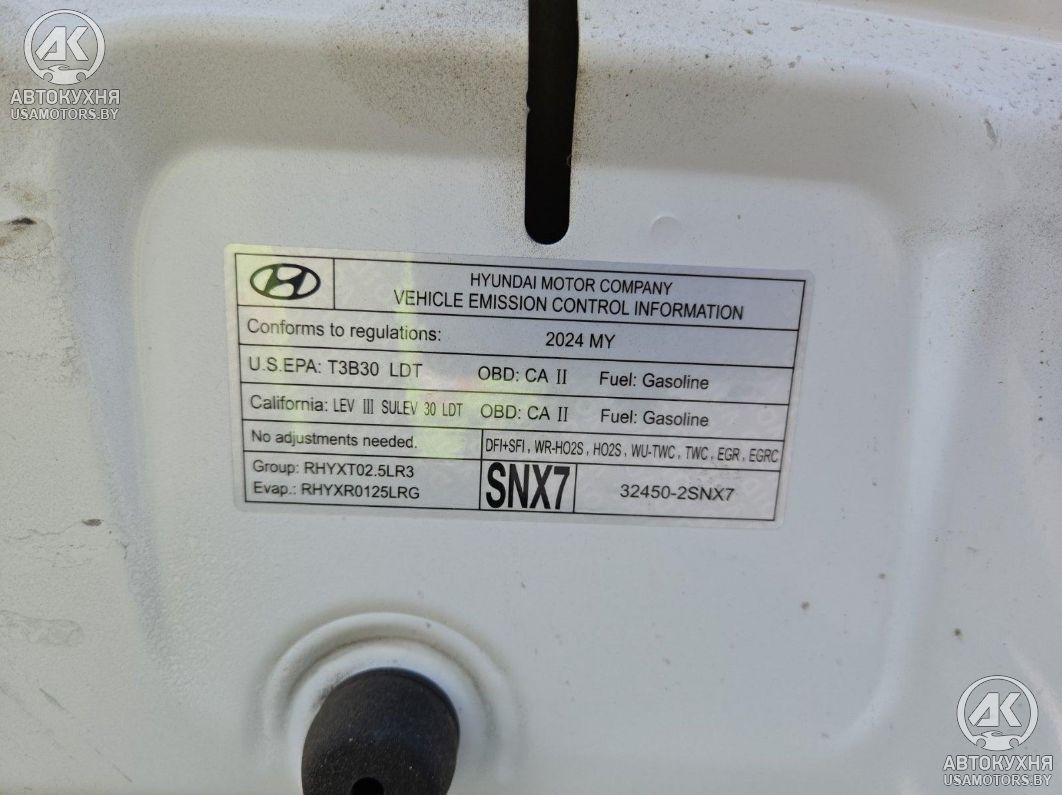 AK
АВТОКУХНЯ
USAMOTORS.BY
HYUNDAI MOTOR COMPANY
VEHICLE EMISSION CONTROL INFORMATION
Conforms to regulations: 2024 MY
U.S.EPA: T3B30 LDT OBD: CA II Fuel: Gasoline
California: LEV III SULEV 30 LDT OBD: CA II Fuel: Gasoline
No adjustments needed. DFI+SFI, WR-HO2S, HO2S, WU-TWC, TWC, EGR, EGRC
Group: RHYXT02.5LR3
Evap.: RHYXR0125LRG
SNX7 32450-2SNX7
AK
АВТОКУХНЯ
USAMOTORS.BY